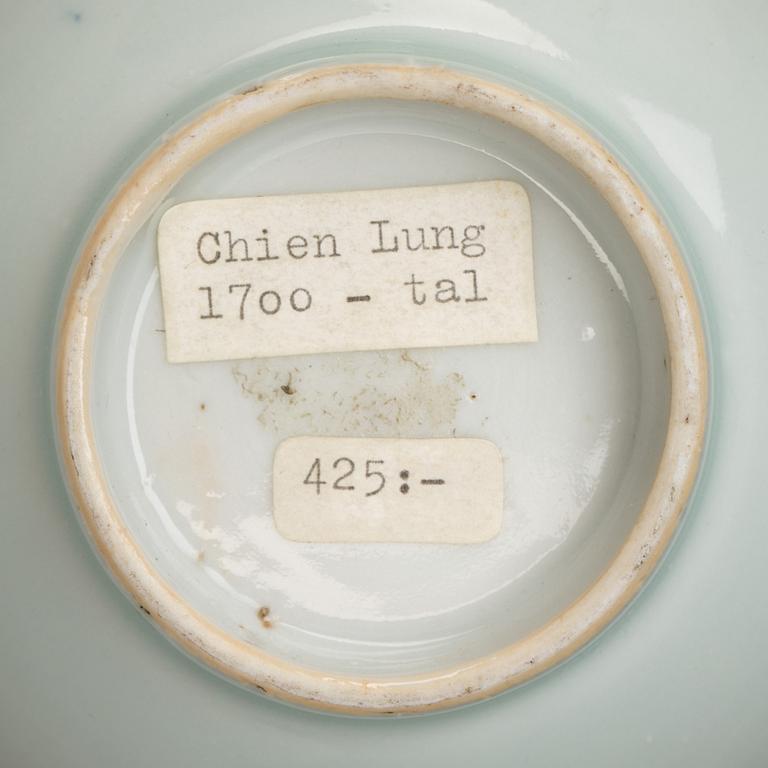 Chien Lung
17oo - tal
425:-